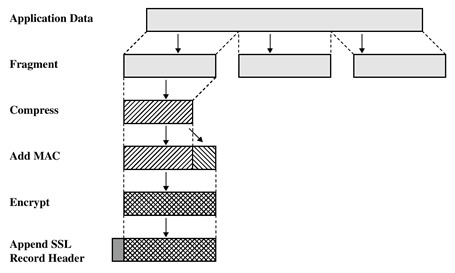 Application Data
Fragment
Compress
Add MAC
Encrypt
Append SSL
Record Header